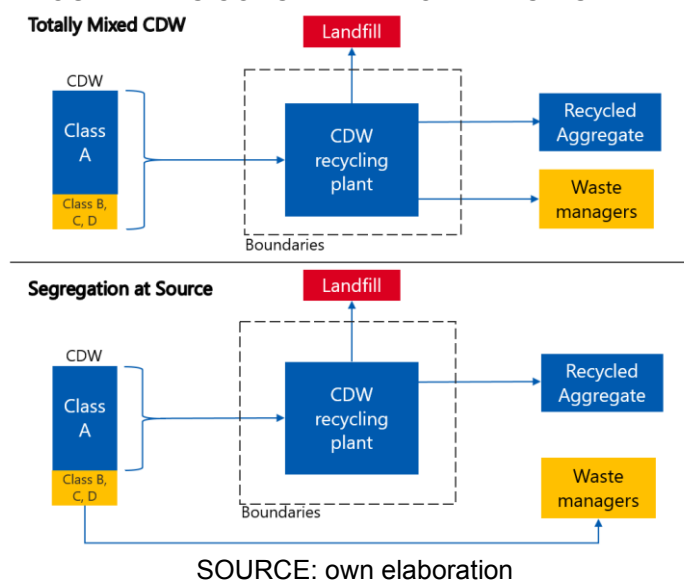 Totally Mixed CDW
Landfill
CDW
Class
A
Class B,
C, D
CDW
recycling
plant
Boundaries
Recycled
Aggregate
Waste
managers
Segregation at Source
Landfill
CDW
Class
A
Class B,
C, D
CDW
recycling
plant
Boundaries
Recycled
Aggregate
Waste
managers
SOURCE: own elaboration